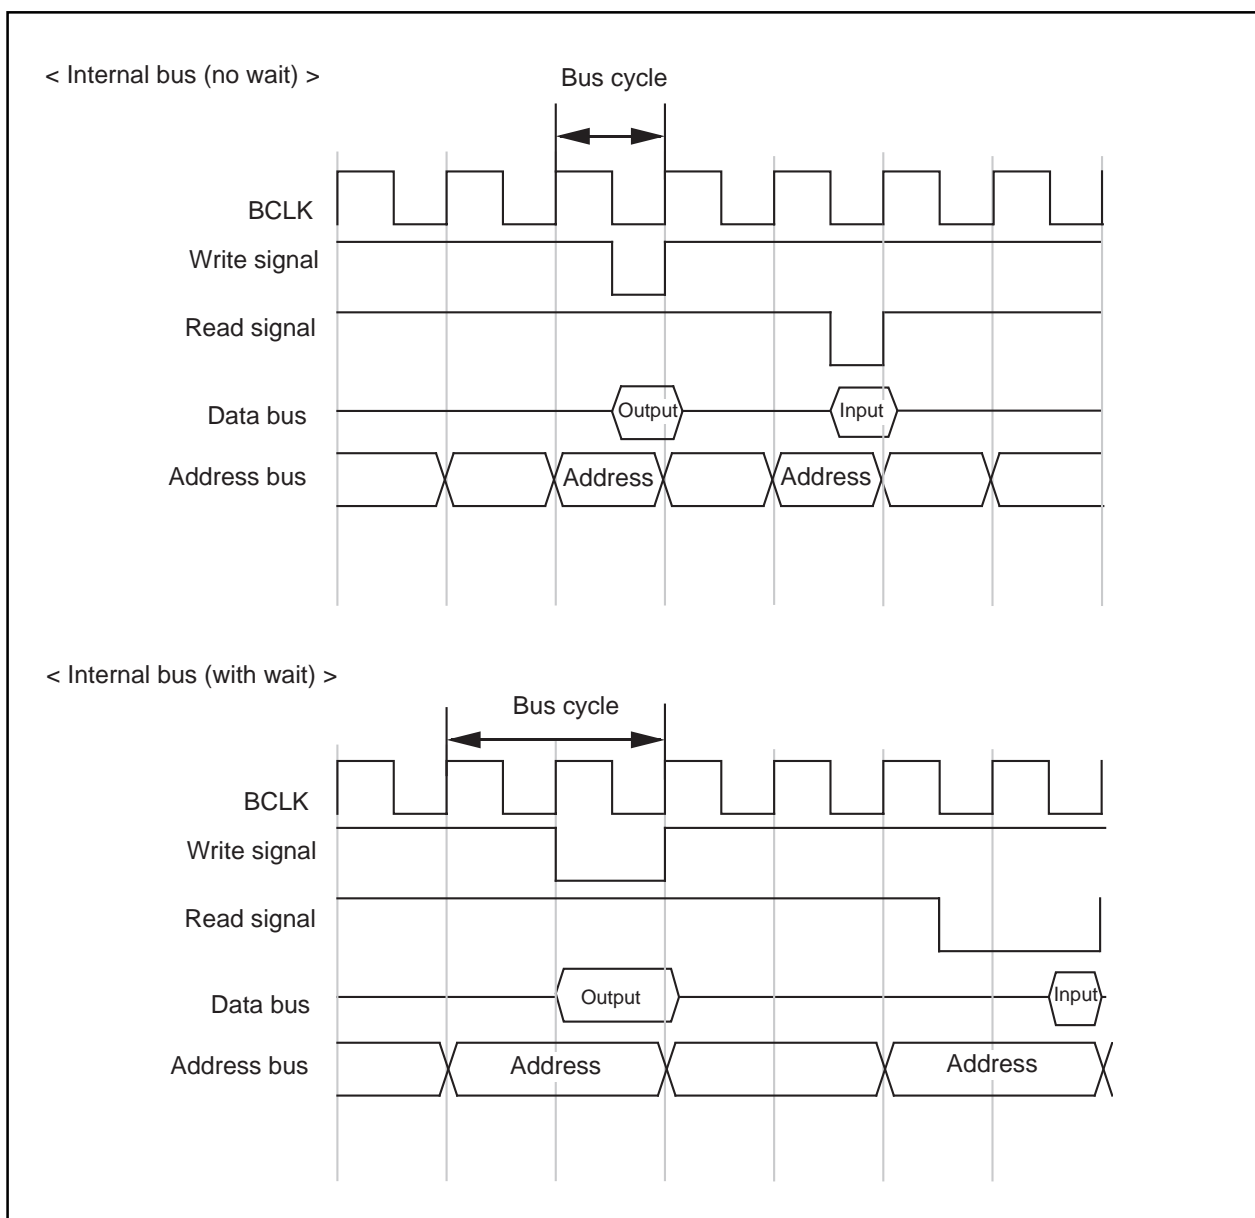 < Internal bus (no wait) >
Bus cycle
BCLK
Write signal
Read signal
Data bus
Output
Input
Address bus
Address
Address
< Internal bus (with wait) >
Bus cycle
BCLK
Write signal
Read signal
Data bus
Output
Input
Address bus
Address
Address